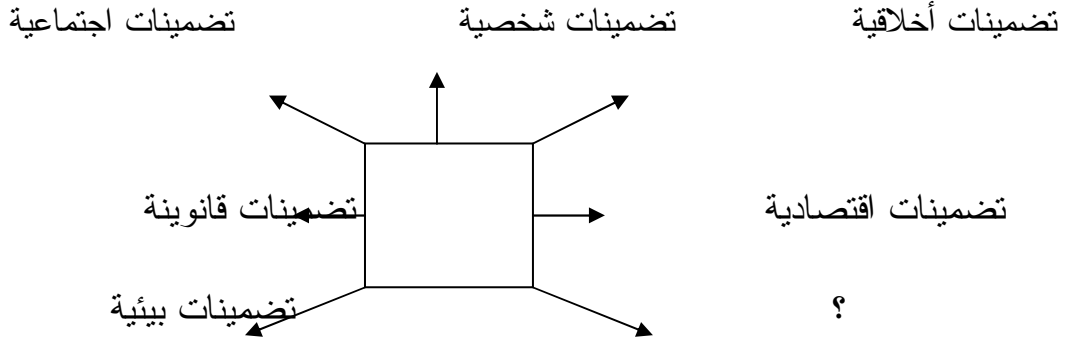 تضمينات أخلاقية تضمينات شخصية تضمينات اجتماعية
تضمينات اقتصادية تضمينات قانوينة
؟ تضمينات بيئية